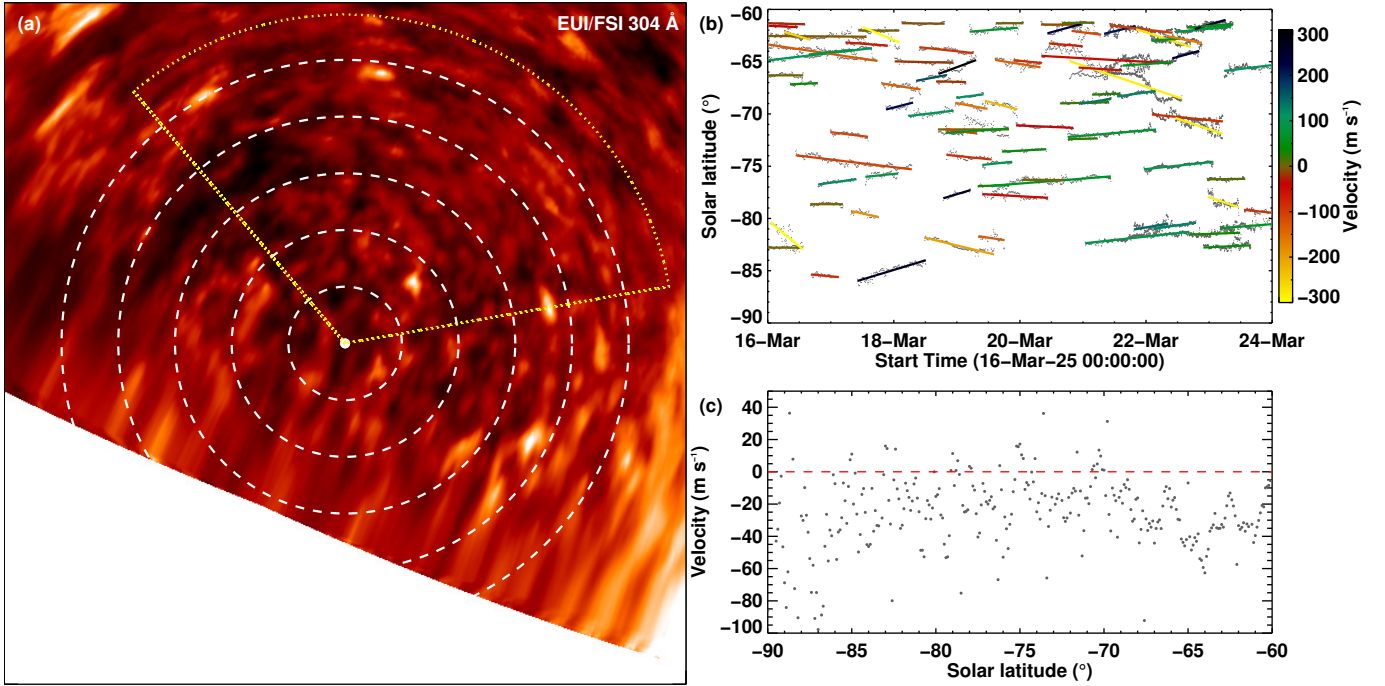 (a)
EUI/FSI 304 Å
(b)
Solar latitude (°)
−60
−65
−70
−75
−80
−85
−90
16−Mar 18−Mar 20−Mar 22−Mar 24−Mar
Start Time (16−Mar−25 00:00:00)
300
200
100
0
−100
−200
−300
Velocity (m s⁻¹)
(c)
Velocity (m s⁻¹)
40
20
0
−20
−40
−60
−80
−100
−90 −85 −80 −75 −70 −65 −60
Solar latitude (°)